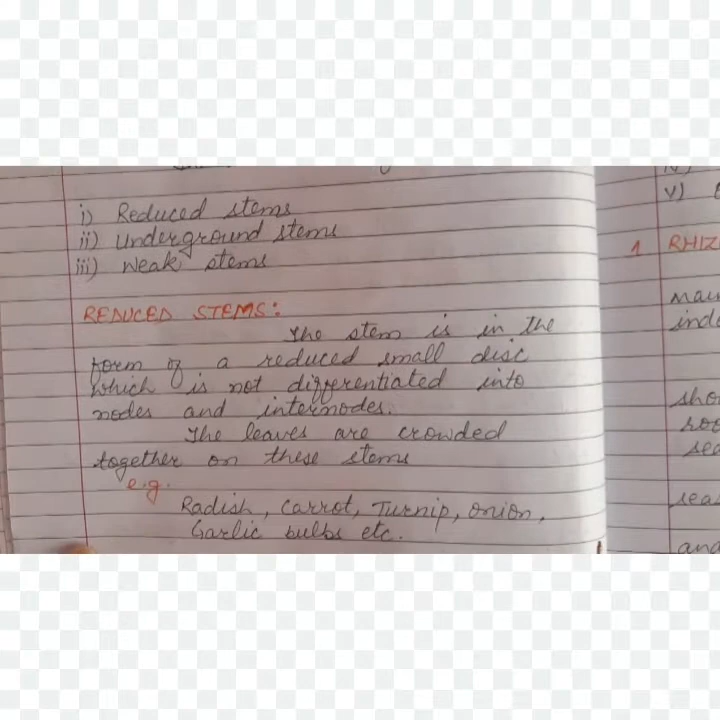 i) Reduced stems
ii) Underground stems
iii) Weak stems
REDUCED STEMS:
The stem is in the
form of a reduced small disc
which is not differentiated into
nodes and internodes.
The leaves are crowded
together on these stems
e.g.
Radish, Carrot, Turnip, Onion,
Garlic bulbs etc.
v)
1 RHIZ
mau
inde
sho
roo
sea
sea
and